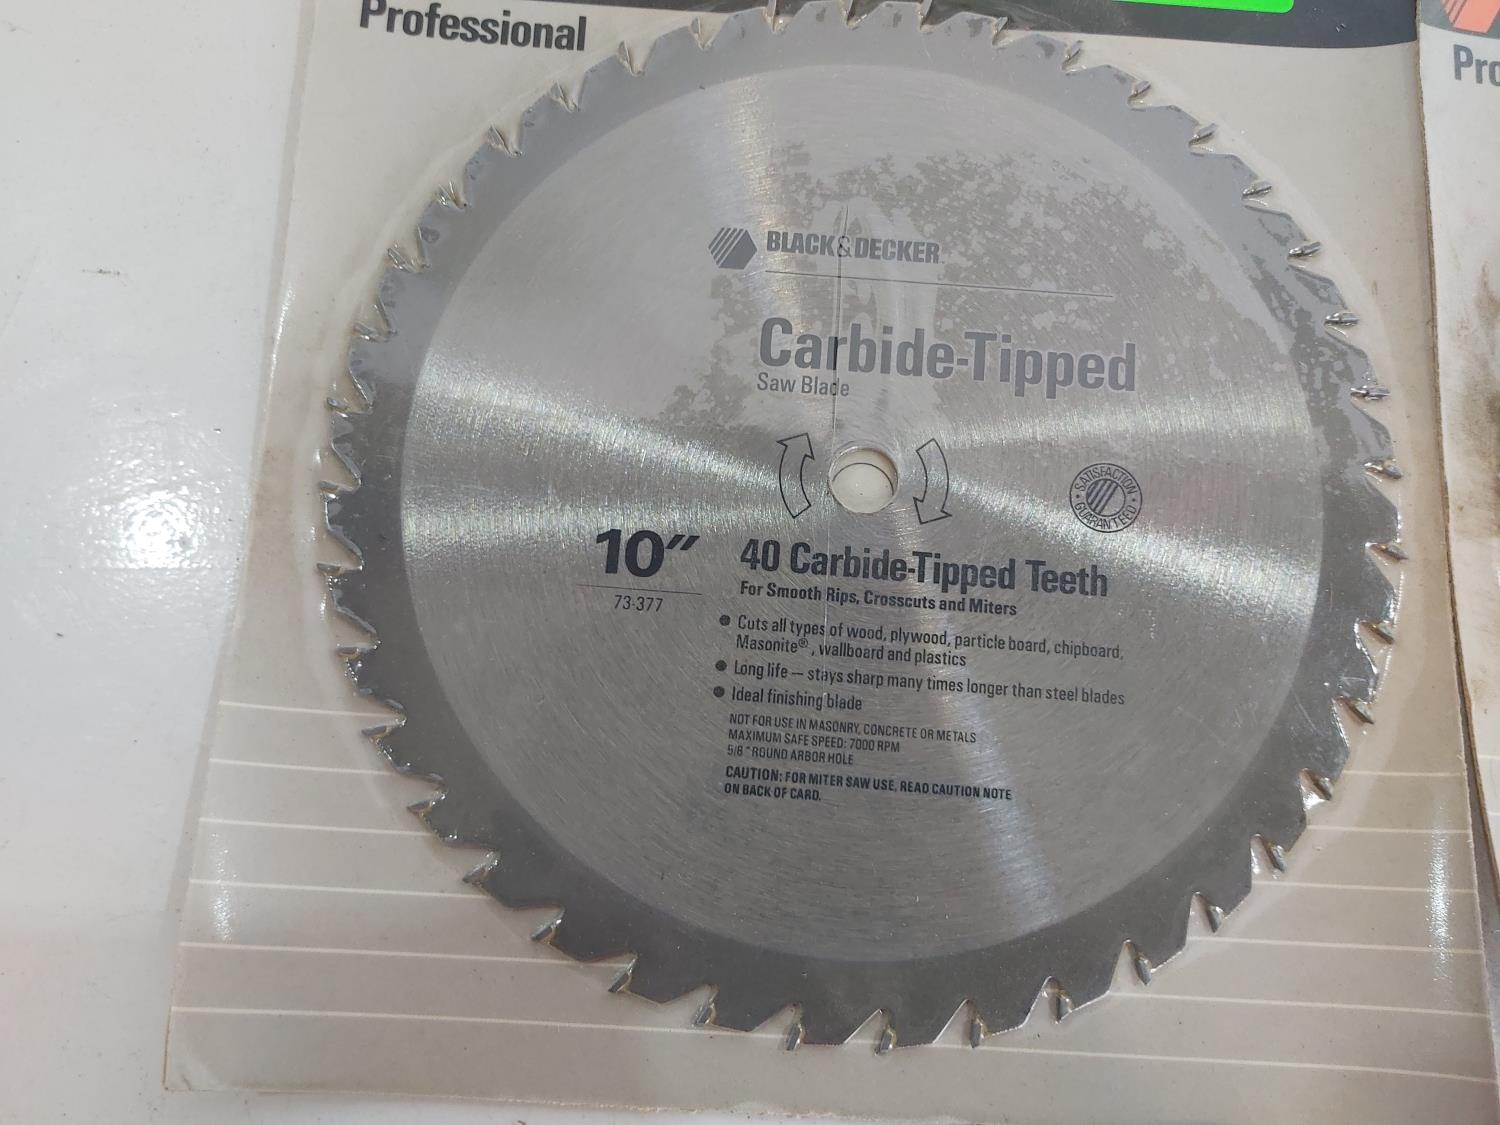 Professional
Pro
BLACK & DECKER
Carbide-Tipped
Saw Blade
SATISFACTION
GUARANTEED
10″
73-377
40 Carbide-Tipped Teeth
For Smooth Rips, Crosscuts and Miters
● Cuts all types of wood, plywood, particle board, chipboard,
Masonite®, wallboard and plastics
● Long life — stays sharp many times longer than steel blades
● Ideal finishing blade
NOT FOR USE IN MASONRY, CONCRETE OR METALS
MAXIMUM SAFE SPEED: 7000 RPM
5/8 " ROUND ARBOR HOLE
CAUTION: FOR MITER SAW USE, READ CAUTION NOTE
ON BACK OF CARD.